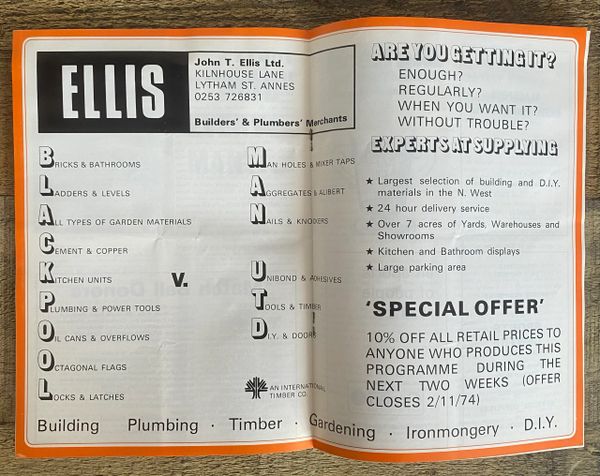 ELLIS
John T. Ellis Ltd.
KILNHOUSE LANE
LYTHAM ST. ANNES
0253 726831
Builders' & Plumbers' Merchants
BRICKS & BATHROOMS
LADDERS & LEVELS
ALL TYPES OF GARDEN MATERIALS
CEMENT & COPPER
KITCHEN UNITS
PLUMBING & POWER TOOLS
OIL CANS & OVERFLOWS
OCTAGONAL FLAGS
LOCKS & LATCHES
v.
MAN HOLES & MIXER TAPS
AGGREGATES & ALIBERT
NAILS & KNOCKERS
UNIBOND & ADHESIVES
TOOLS & TIMBER
D.I.Y. & DOORS
AN INTERNATIONAL
TIMBER CO.
ARE YOU GETTING IT?
ENOUGH?
REGULARLY?
WHEN YOU WANT IT?
WITHOUT TROUBLE?
EXPERTS AT SUPPLYING
★ Largest selection of building and D.I.Y.
materials in the N. West
★ 24 hour delivery service
★ Over 7 acres of Yards, Warehouses and
Showrooms
★ Kitchen and Bathroom displays
★ Large parking area
'SPECIAL OFFER'
10% OFF ALL RETAIL PRICES TO
ANYONE WHO PRODUCES THIS
PROGRAMME DURING THE
NEXT TWO WEEKS (OFFER
CLOSES 2/11/74)
Building Plumbing · Timber · Gardening · Ironmongery · D.I.Y.